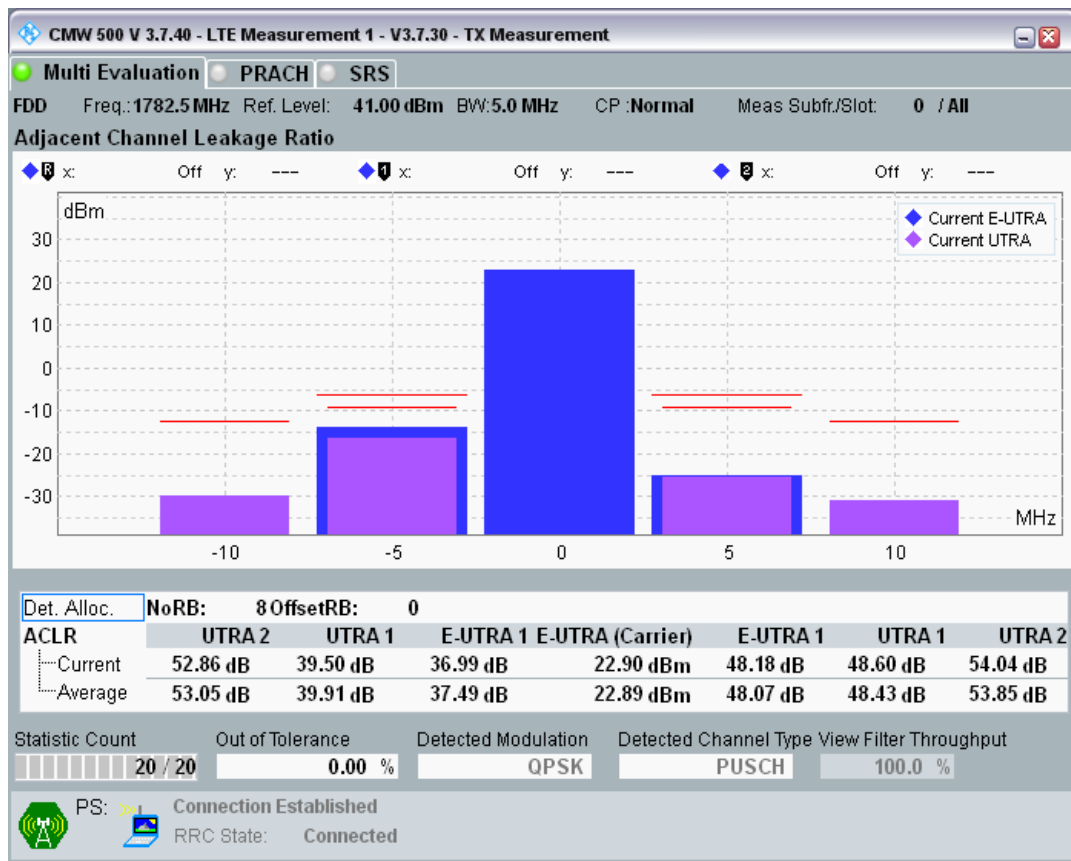 CMW 500 V 3.7.40 - LTE Measurement 1 - V3.7.30 - TX Measurement
Multi Evaluation PRACH SRS
FDD Freq.:1782.5 MHz Ref. Level: 41.00 dBm BW:5.0 MHz CP :Normal Meas Subfr./Slot: 0 / All
Adjacent Channel Leakage Ratio
R x: Off y: --- 1 x: Off y: --- 2 x: Off y: ---
dBm
Current E-UTRA
Current UTRA
30
20
10
0
-10
-20
-30
MHz
-10 -5 0 5 10
Det. Alloc. NoRB: 8 OffsetRB: 0
ACLR UTRA 2 UTRA 1 E-UTRA 1 E-UTRA (Carrier) E-UTRA 1 UTRA 1 UTRA 2
Current 52.86 dB 39.50 dB 36.99 dB 22.90 dBm 48.18 dB 48.60 dB 54.04 dB
Average 53.05 dB 39.91 dB 37.49 dB 22.89 dBm 48.07 dB 48.43 dB 53.85 dB
Statistic Count Out of Tolerance Detected Modulation Detected Channel Type View Filter Throughput
20 / 20 0.00 % QPSK PUSCH 100.0 %
PS: Connection Established
RRC State: Connected